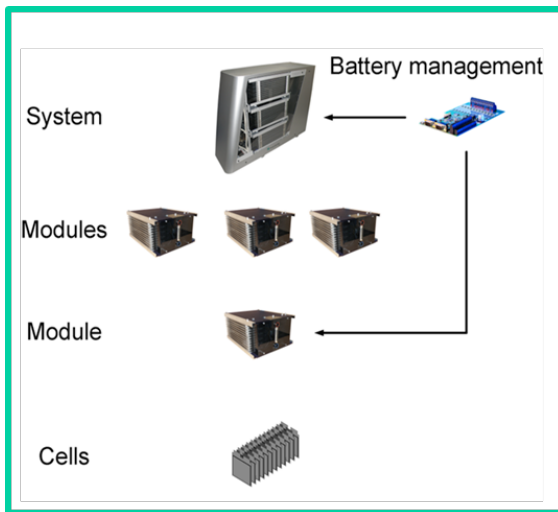 Battery management
System
Modules
Module
Cells